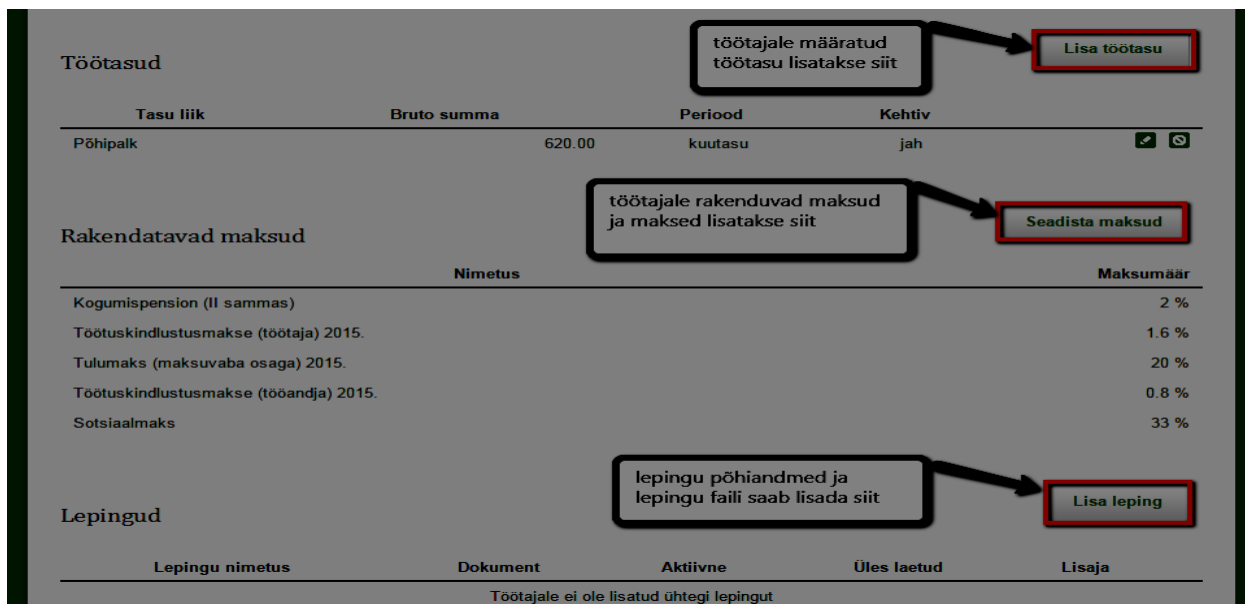 töötajale määratud
töötasu lisatakse siit
Lisa töötasu
Töötasud
Tasu liik Bruto summa Periood Kehtiv
Põhipalk 620.00 kuutasu jah
töötajale rakenduvad maksud
ja maksed lisatakse siit
Seadista maksud
Rakendatavad maksud
Nimetus Maksumäär
Kogumispension (II sammas) 2 %
Töötuskindlustusmakse (töötaja) 2015. 1.6 %
Tulumaks (maksuvaba osaga) 2015. 20 %
Töötuskindlustusmakse (tööandja) 2015. 0.8 %
Sotsiaalmaks 33 %
lepingu põhiandmed ja
lepingu faili saab lisada siit
Lisa leping
Lepingud
Lepingu nimetus Dokument Aktiivne Üles laetud Lisaja
Töötajale ei ole lisatud ühtegi lepingut